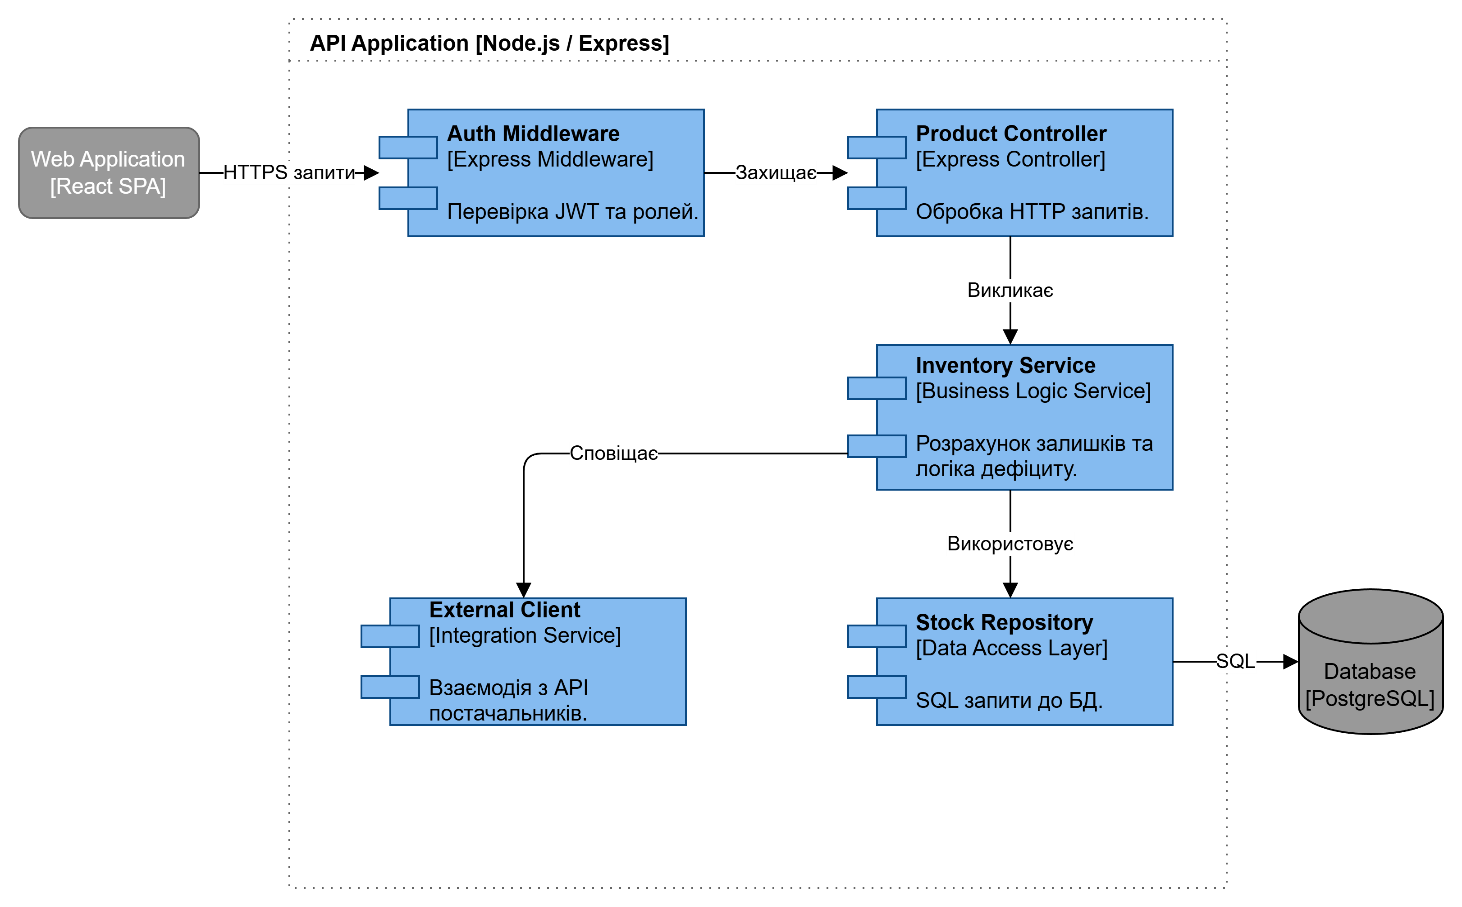 API Application [Node.js / Express]
Web Application
[React SPA]
HTTPS запити
Auth Middleware
[Express Middleware]
Перевірка JWT та ролей.
Захищає
Product Controller
[Express Controller]
Обробка HTTP запитів.
Викликає
Inventory Service
[Business Logic Service]
Розрахунок залишків та
логіка дефіциту.
Сповіщає
Використовує
External Client
[Integration Service]
Взаємодія з API
постачальників.
Stock Repository
[Data Access Layer]
SQL запити до БД.
SQL
Database
[PostgreSQL]